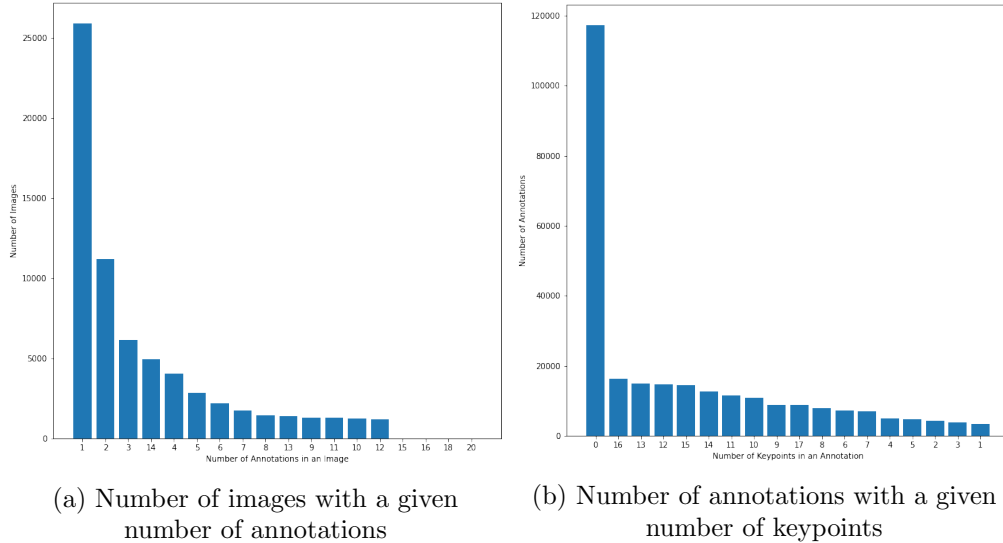 25000
20000
15000
10000
5000
0
Number of Images
1 2 3 14 4 5 6 7 8 13 9 11 10 12 15 16 18 20
Number of Annotations in an Image
(a) Number of images with a given
number of annotations
120000
100000
80000
60000
40000
20000
0
Number of Annotations
0 16 13 12 15 14 11 10 9 17 8 6 7 4 5 2 3 1
Number of Keypoints in an Annotation
(b) Number of annotations with a given
number of keypoints